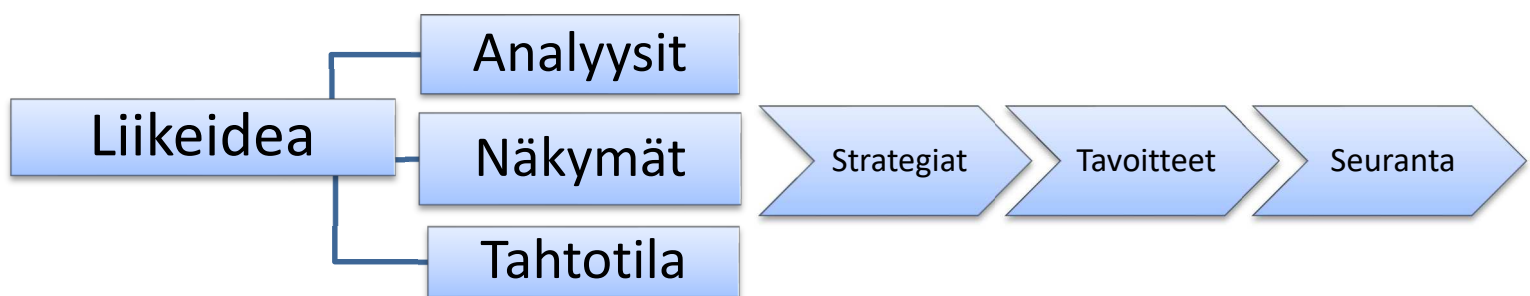 Liikeidea
Analyysit
Näkymät
Tahtotila
Strategiat
Tavoitteet
Seuranta